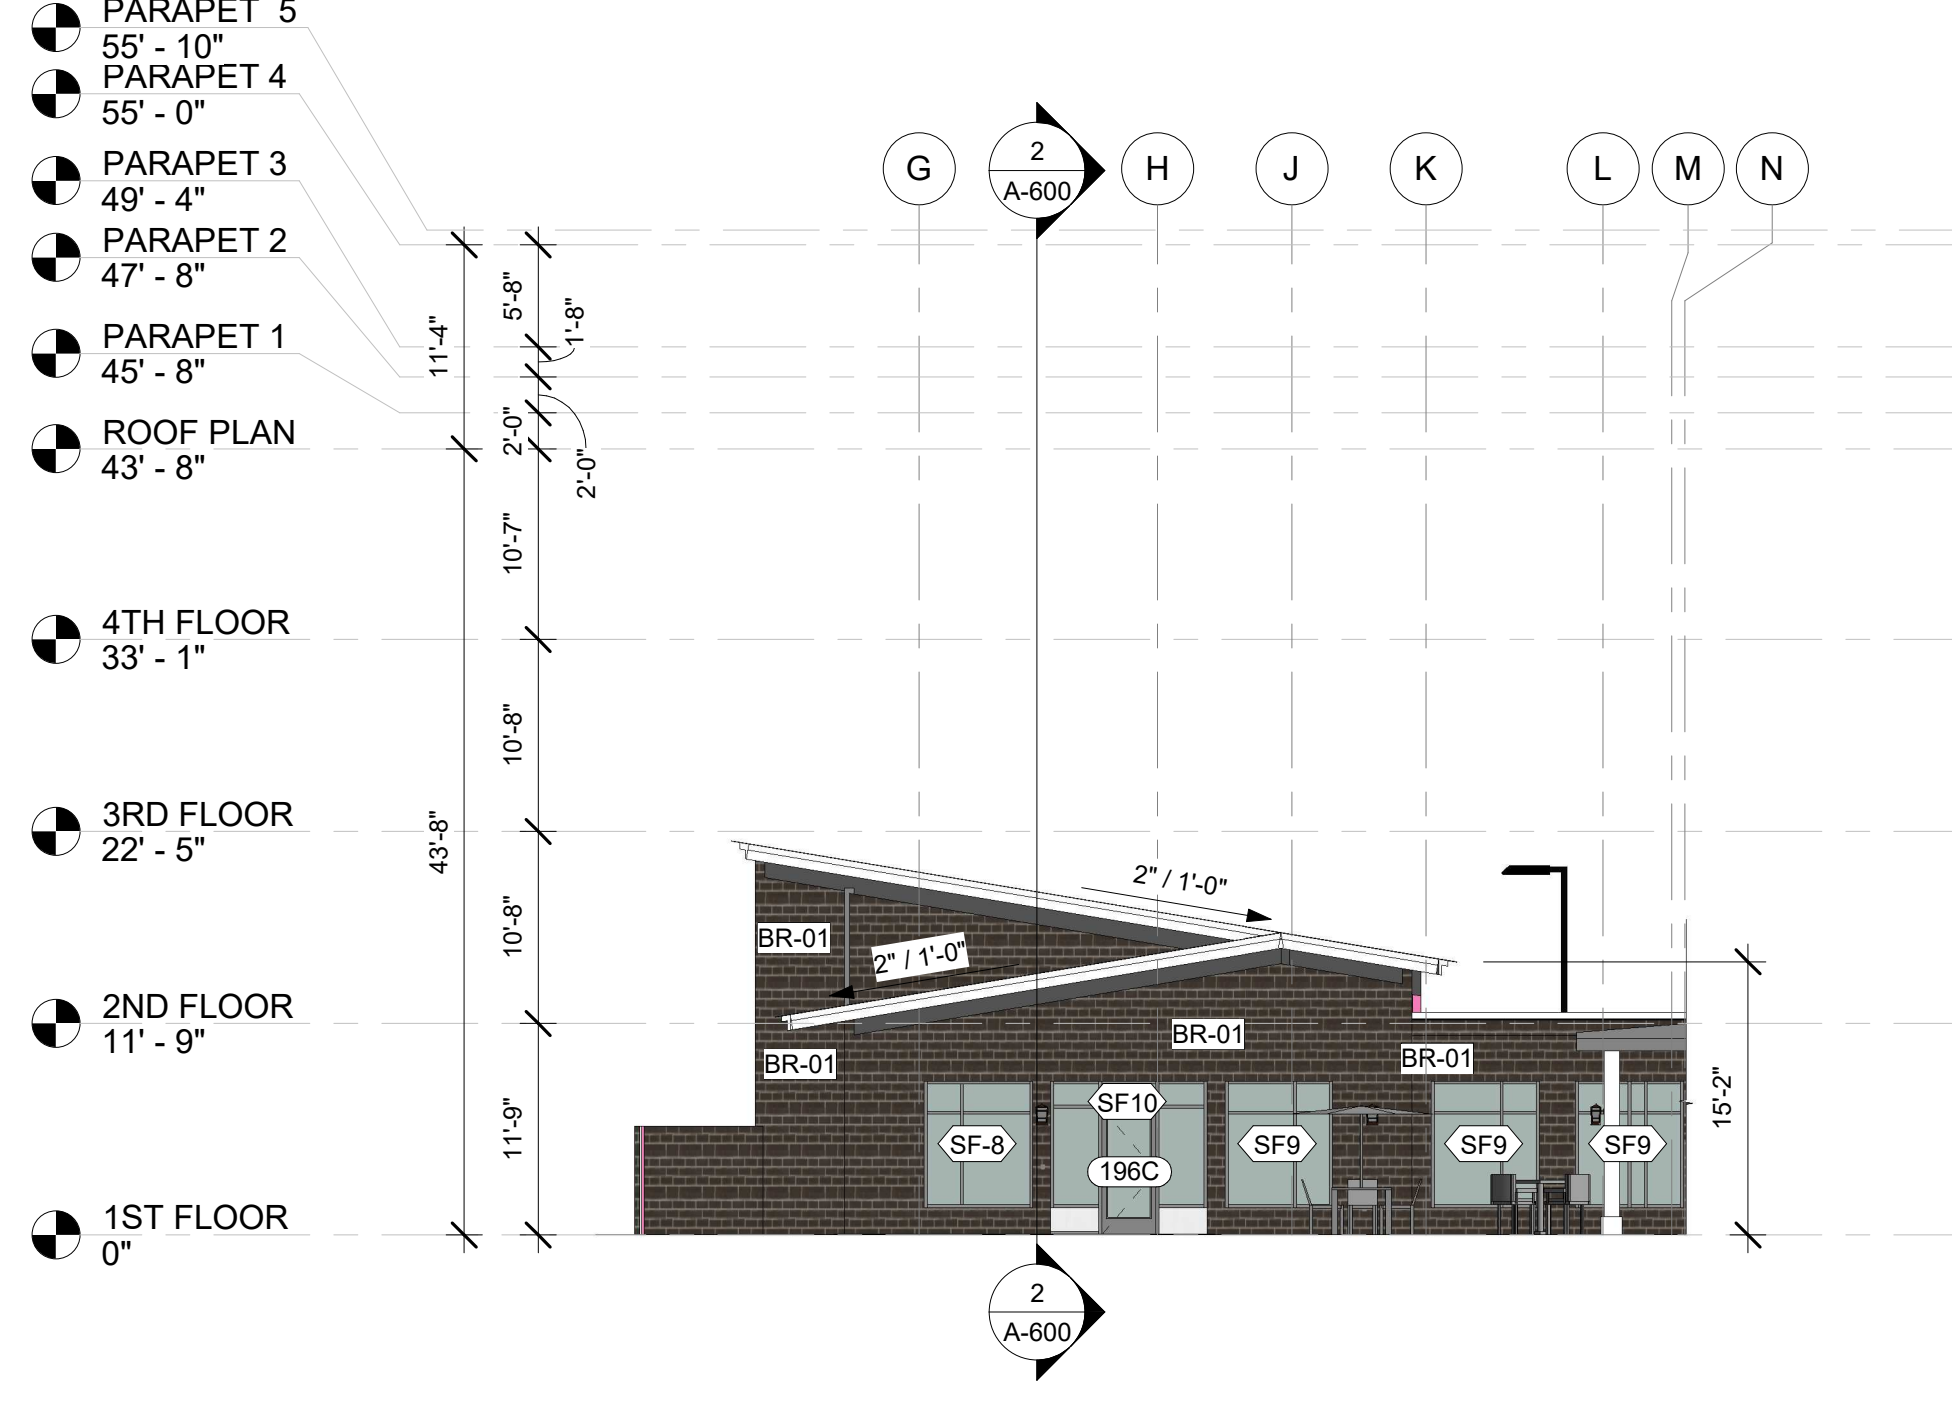 PARAPET 5
55' - 10"
PARAPET 4
55' - 0"
PARAPET 3
49' - 4"
PARAPET 2
47' - 8"
PARAPET 1
45' - 8"
ROOF PLAN
43' - 8"
4TH FLOOR
33' - 1"
3RD FLOOR
22' - 5"
2ND FLOOR
11' - 9"
1ST FLOOR
0"
11'-4"
43'-8"
5'-8"
1'-8"
2'-0"
2'-0"
10'-7"
10'-8"
10'-8"
11'-9"
G
2
A-600
H
J
K
L
M
N
2" / 1'-0"
2" / 1'-0"
BR-01
BR-01
BR-01
BR-01
SF-8
SF10
196C
SF9
SF9
SF9
15'-2"
2
A-600